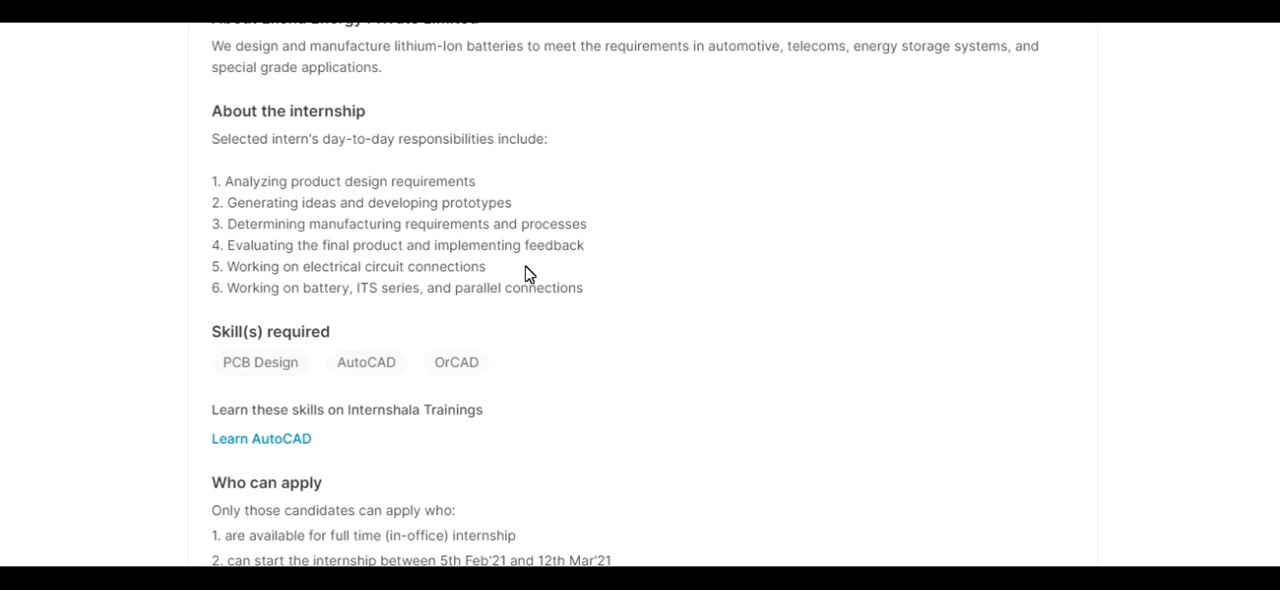 We design and manufacture lithium-Ion batteries to meet the requirements in automotive, telecoms, energy storage systems, and
special grade applications.
About the internship
Selected intern's day-to-day responsibilities include:
1. Analyzing product design requirements
2. Generating ideas and developing prototypes
3. Determining manufacturing requirements and processes
4. Evaluating the final product and implementing feedback
5. Working on electrical circuit connections
6. Working on battery, ITS series, and parallel connections
Skill(s) required
PCB Design AutoCAD OrCAD
Learn these skills on Internshala Trainings
Learn AutoCAD
Who can apply
Only those candidates can apply who:
1. are available for full time (in-office) internship
2. can start the internship between 5th Feb'21 and 12th Mar'21